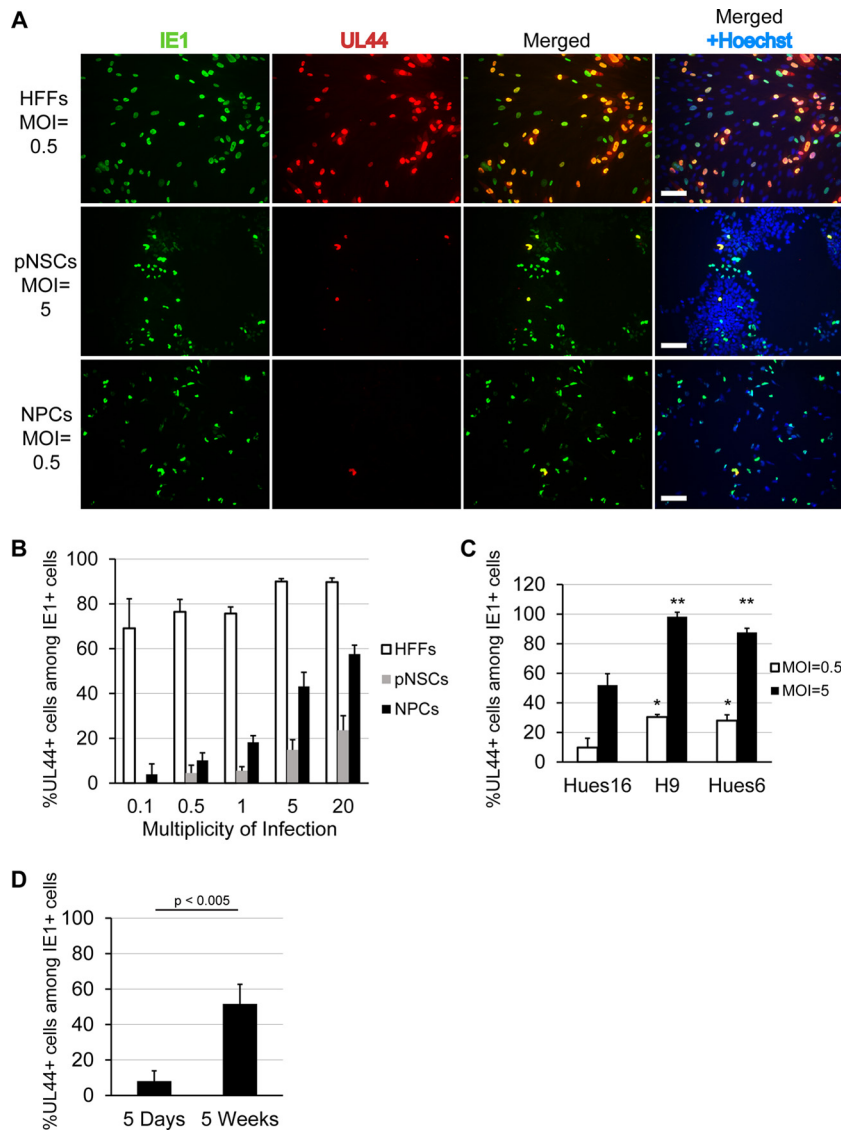 A
IE1
UL44
Merged
Merged
+Hoechst
HFFs
MOI=
0.5
pNSCs
MOI=
5
NPCs
MOI=
0.5
B
%UL44+ cells among IE1+ cells
100
80
60
40
20
0
0.1 0.5 1 5 20
Multiplicity of Infection
HFFs
pNSCs
NPCs
C
%UL44+ cells among IE1+ cells
120
100
80
60
40
20
0
* ** * **
Hues16 H9 Hues6
MOI=0.5
MOI=5
D
%UL44+ cells among IE1+ cells
p < 0.005
100
80
60
40
20
0
5 Days 5 Weeks